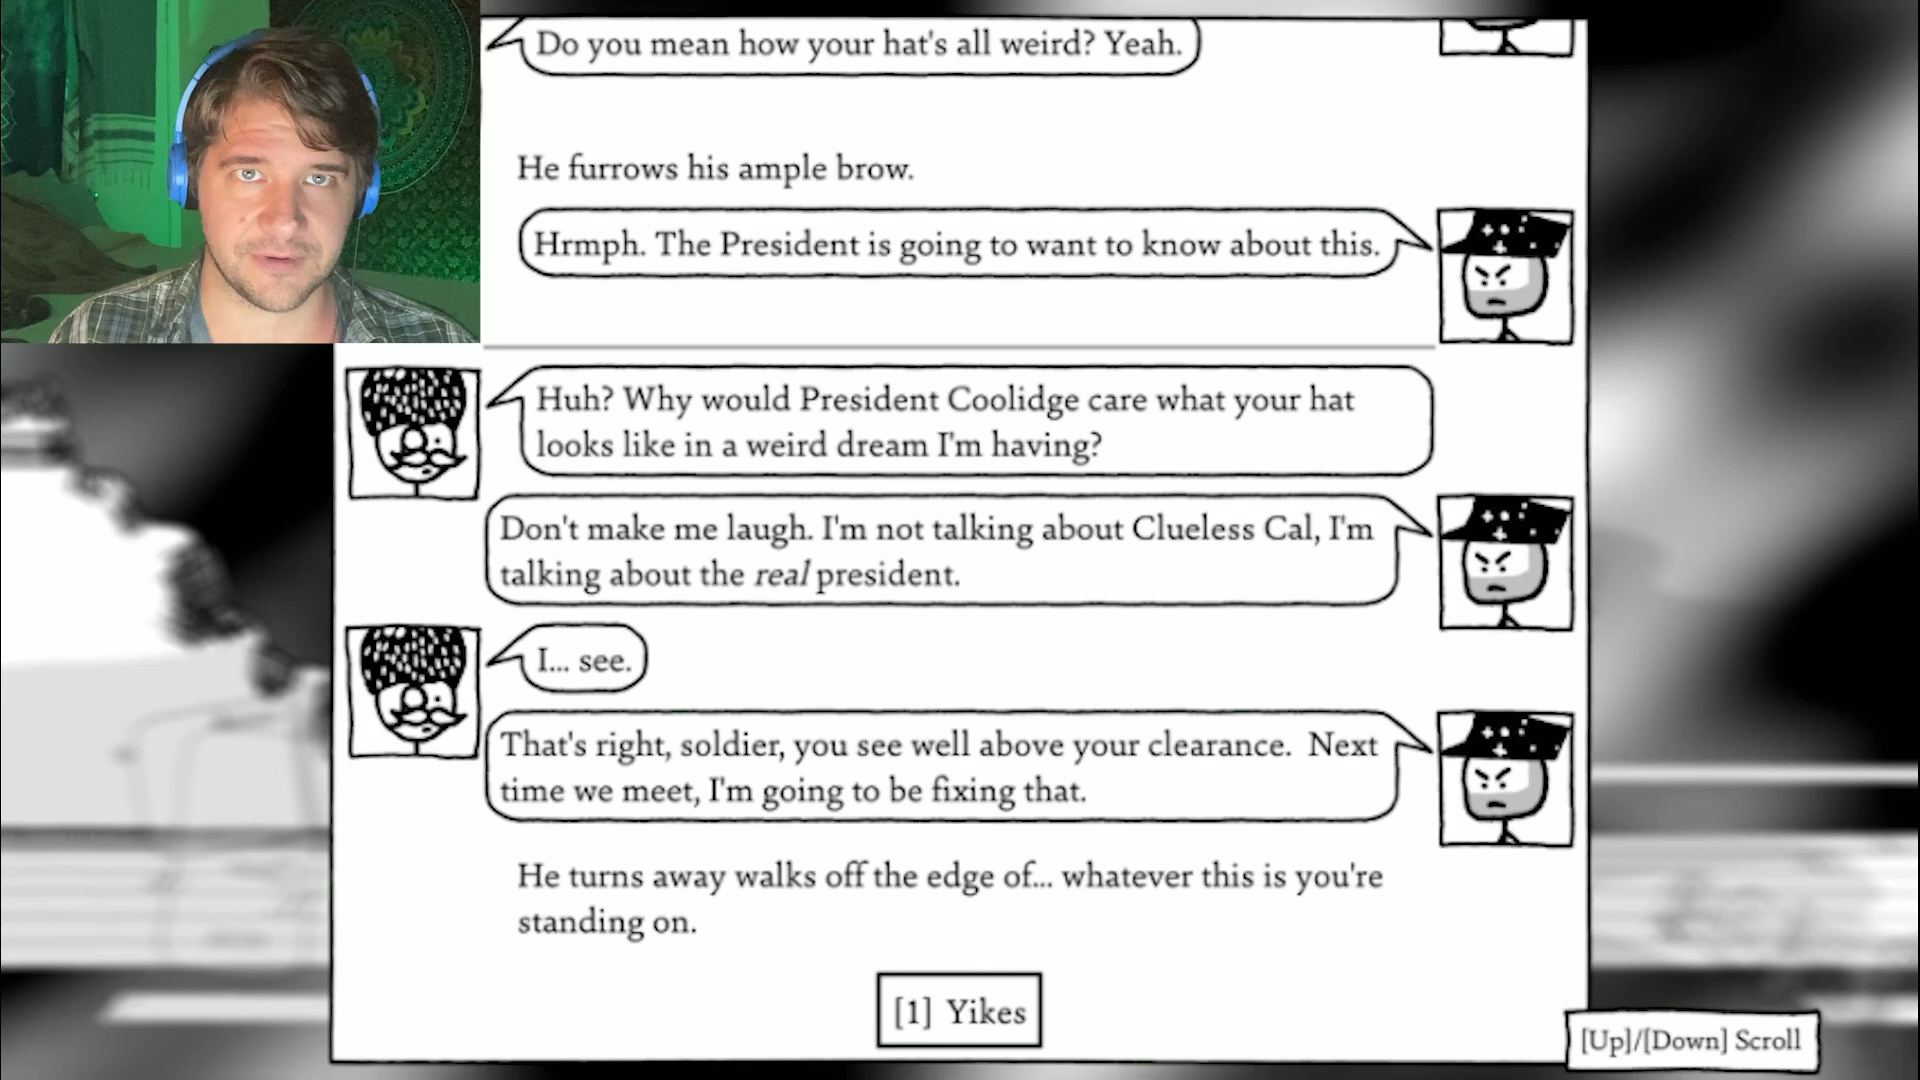 Do you mean how your hat's all weird? Yeah.
He furrows his ample brow.
Hrmph. The President is going to want to know about this.
Huh? Why would President Coolidge care what your hat
looks like in a weird dream I'm having?
Don't make me laugh. I'm not talking about Clueless Cal, I'm
talking about the real president.
I... see.
That's right, soldier, you see well above your clearance. Next
time we meet, I'm going to be fixing that.
He turns away walks off the edge of... whatever this is you're
standing on.
[1] Yikes
[Up]/[Down] Scroll